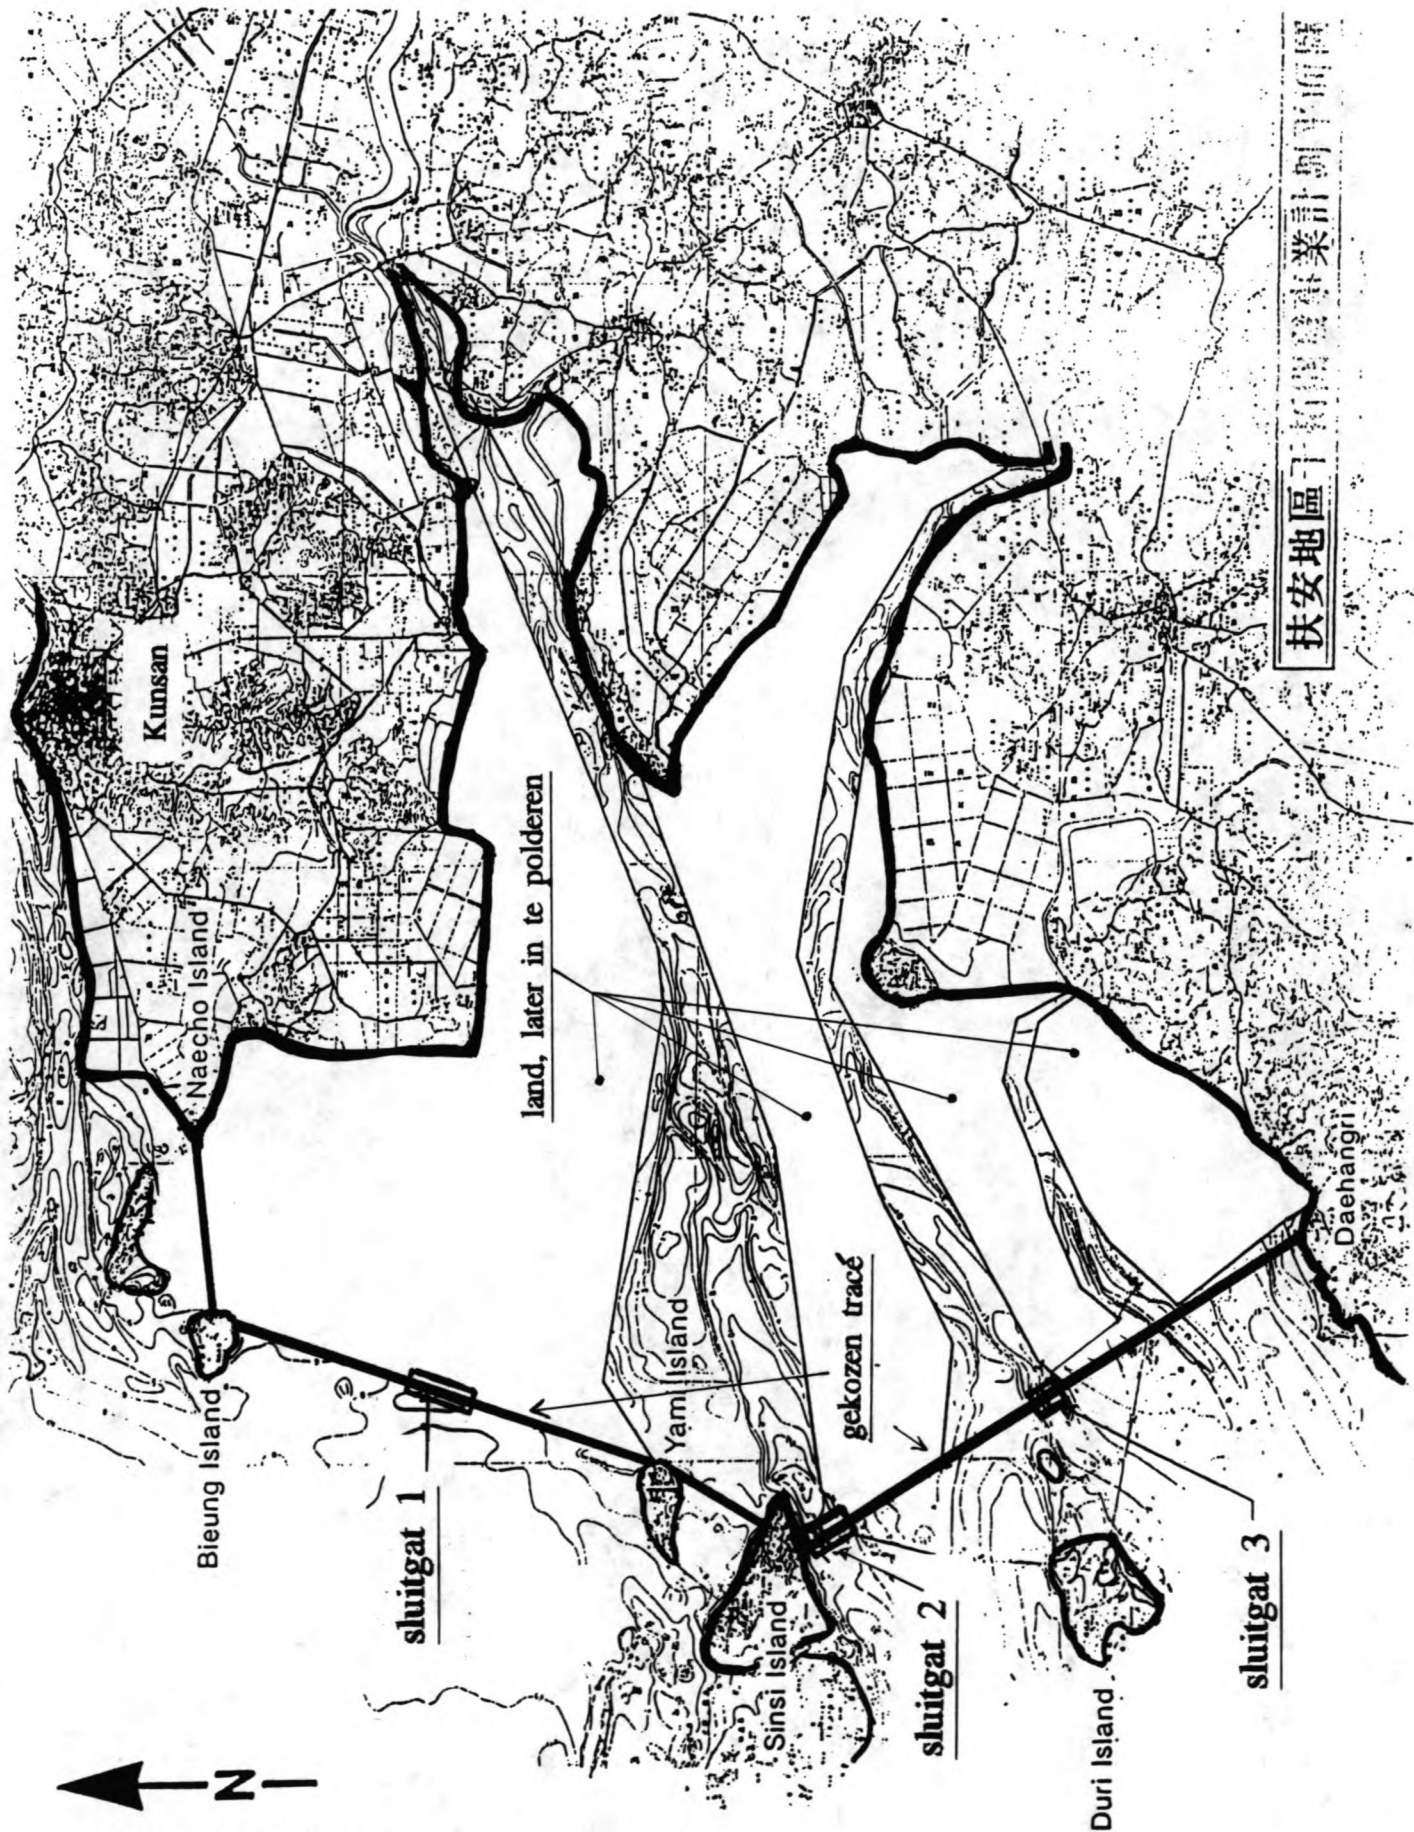 Kunsan
Naecho Island
Bieung Island
land, later in te polderen
sluitgat 1
Yami Island
gekozen tracé
Sinsi Island
sluitgat 2
sluitgat 3
Duri Island
Daehangri
N
扶安地區